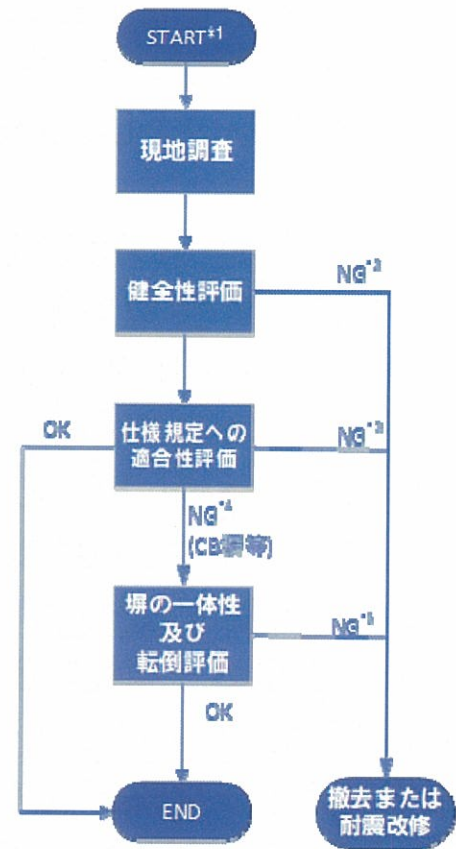 START※1
現地調査
健全性評価
NG*2
OK
仕様規定への
適合性評価
NG*3
NG*4
(CB塀等)
塀の一体性
及び
転倒評価
NG*5
OK
END
撤去または
耐震改修